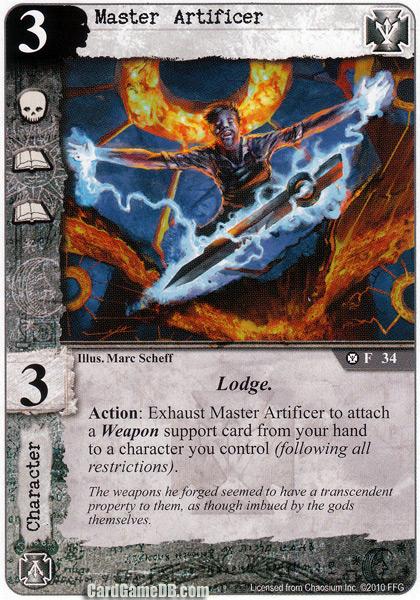 3 Master Artificer
Illus. Marc Scheff
F 34
3
Lodge.
Action: Exhaust Master Artificer to attach
a Weapon support card from your hand
to a character you control (following all
restrictions).
The weapons he forged seemed to have a transcendent
property to them, as though imbued by the gods
themselves.
Character
CardGameDB.com
Licensed from Chaosium Inc. ©2010 FFG